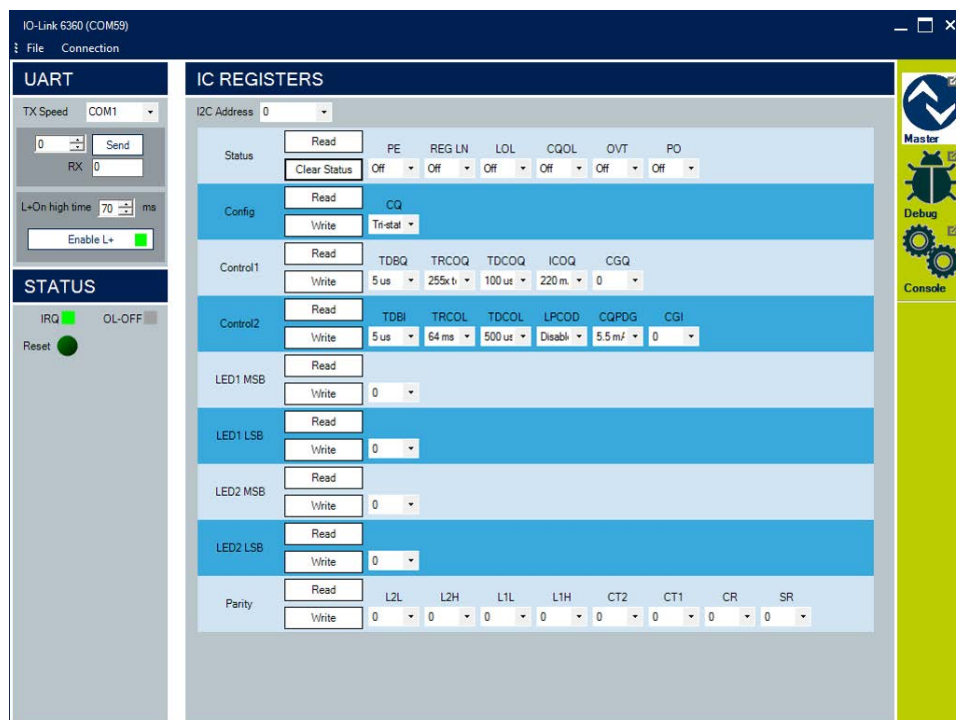 IO-Link 6360 (COM59)
File Connection
UART
TX Speed COM1
0 Send
RX 0
L+On high time 70 ms
Enable L+
STATUS
IRQ OL-OFF
Reset
IC REGISTERS
I2C Address 0
Status Read Clear Status
PE REG LN LOL CQOL OVT PO
Off Off Off Off Off Off
Config Read Write
CQ
Tri-stat
Control1 Read Write
TDBQ TRCOQ TDCOQ ICOQ CGQ
5 us 255x t 100 us 220 m. 0
Control2 Read Write
TDBI TRCOL TDCOL LPCOD CQPDG CGI
5 us 64 ms 500 us Disabl 5.5 m 0
LED1 MSB Read Write
0
LED1 LSB Read Write
0
LED2 MSB Read Write
0
LED2 LSB Read Write
0
Parity Read Write
L2L L2H L1L L1H CT2 CT1 CR SR
0 0 0 0 0 0 0 0
Master
Debug
Console